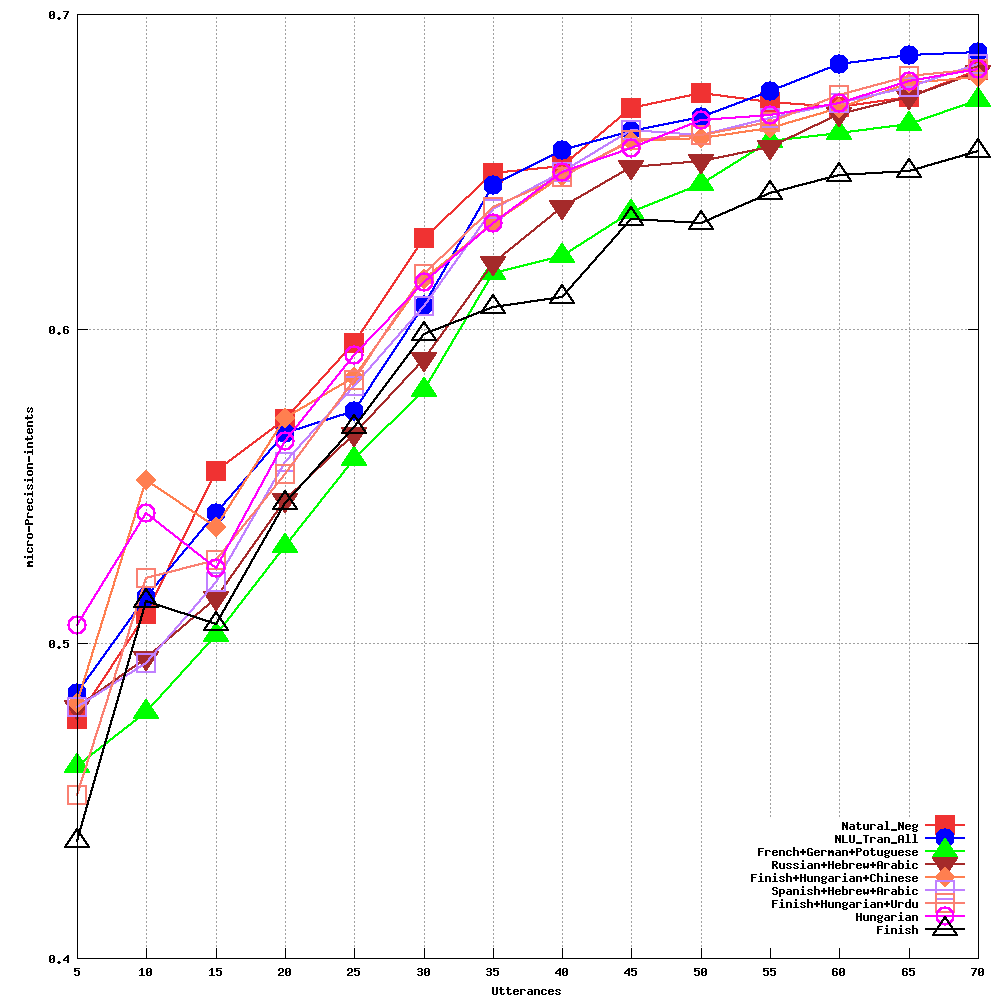 0.7
0.6
0.5
0.4
micro-Precision-intents
Natural_Neg
NLU_Tran_All
French+German+Potuguese
Russian+Hebrew+Arabic
Finish+Hungarian+Chinese
Spanish+Hebrew+Arabic
Finish+Hungarian+Urdu
Hungarian
Finish
5 10 15 20 25 30 35 40 45 50 55 60 65 70
Utterances